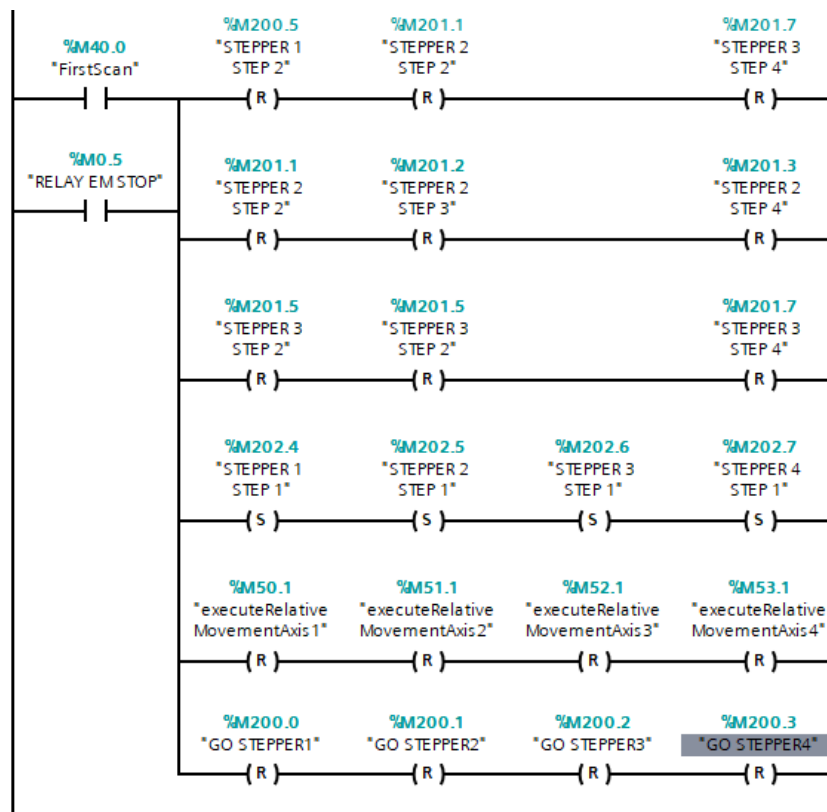 %M200.5 %M201.1 %M201.7
%M40.0 "STEPPER 1 "STEPPER 2 "STEPPER 3
"FirstScan" STEP 2" STEP 2" STEP 4"
R R R
%M0.5 %M201.1 %M201.2 %M201.3
"RELAY EM STOP" "STEPPER 2 "STEPPER 2 "STEPPER 2
STEP 2" STEP 3" STEP 4"
R R R
%M201.5 %M201.5 %M201.7
"STEPPER 3 "STEPPER 3 "STEPPER 3
STEP 2" STEP 2" STEP 4"
R R R
%M202.4 %M202.5 %M202.6 %M202.7
"STEPPER 1 "STEPPER 2 "STEPPER 3 "STEPPER 4
STEP 1" STEP 1" STEP 1" STEP 1"
S S S S
%M50.1 %M51.1 %M52.1 %M53.1
"executeRelative "executeRelative "executeRelative "executeRelative
MovementAxis1" MovementAxis2" MovementAxis3" MovementAxis4"
R R R R
%M200.0 %M200.1 %M200.2 %M200.3
"GO STEPPER1" "GO STEPPER2" "GO STEPPER3" "GO STEPPER4"
R R R R